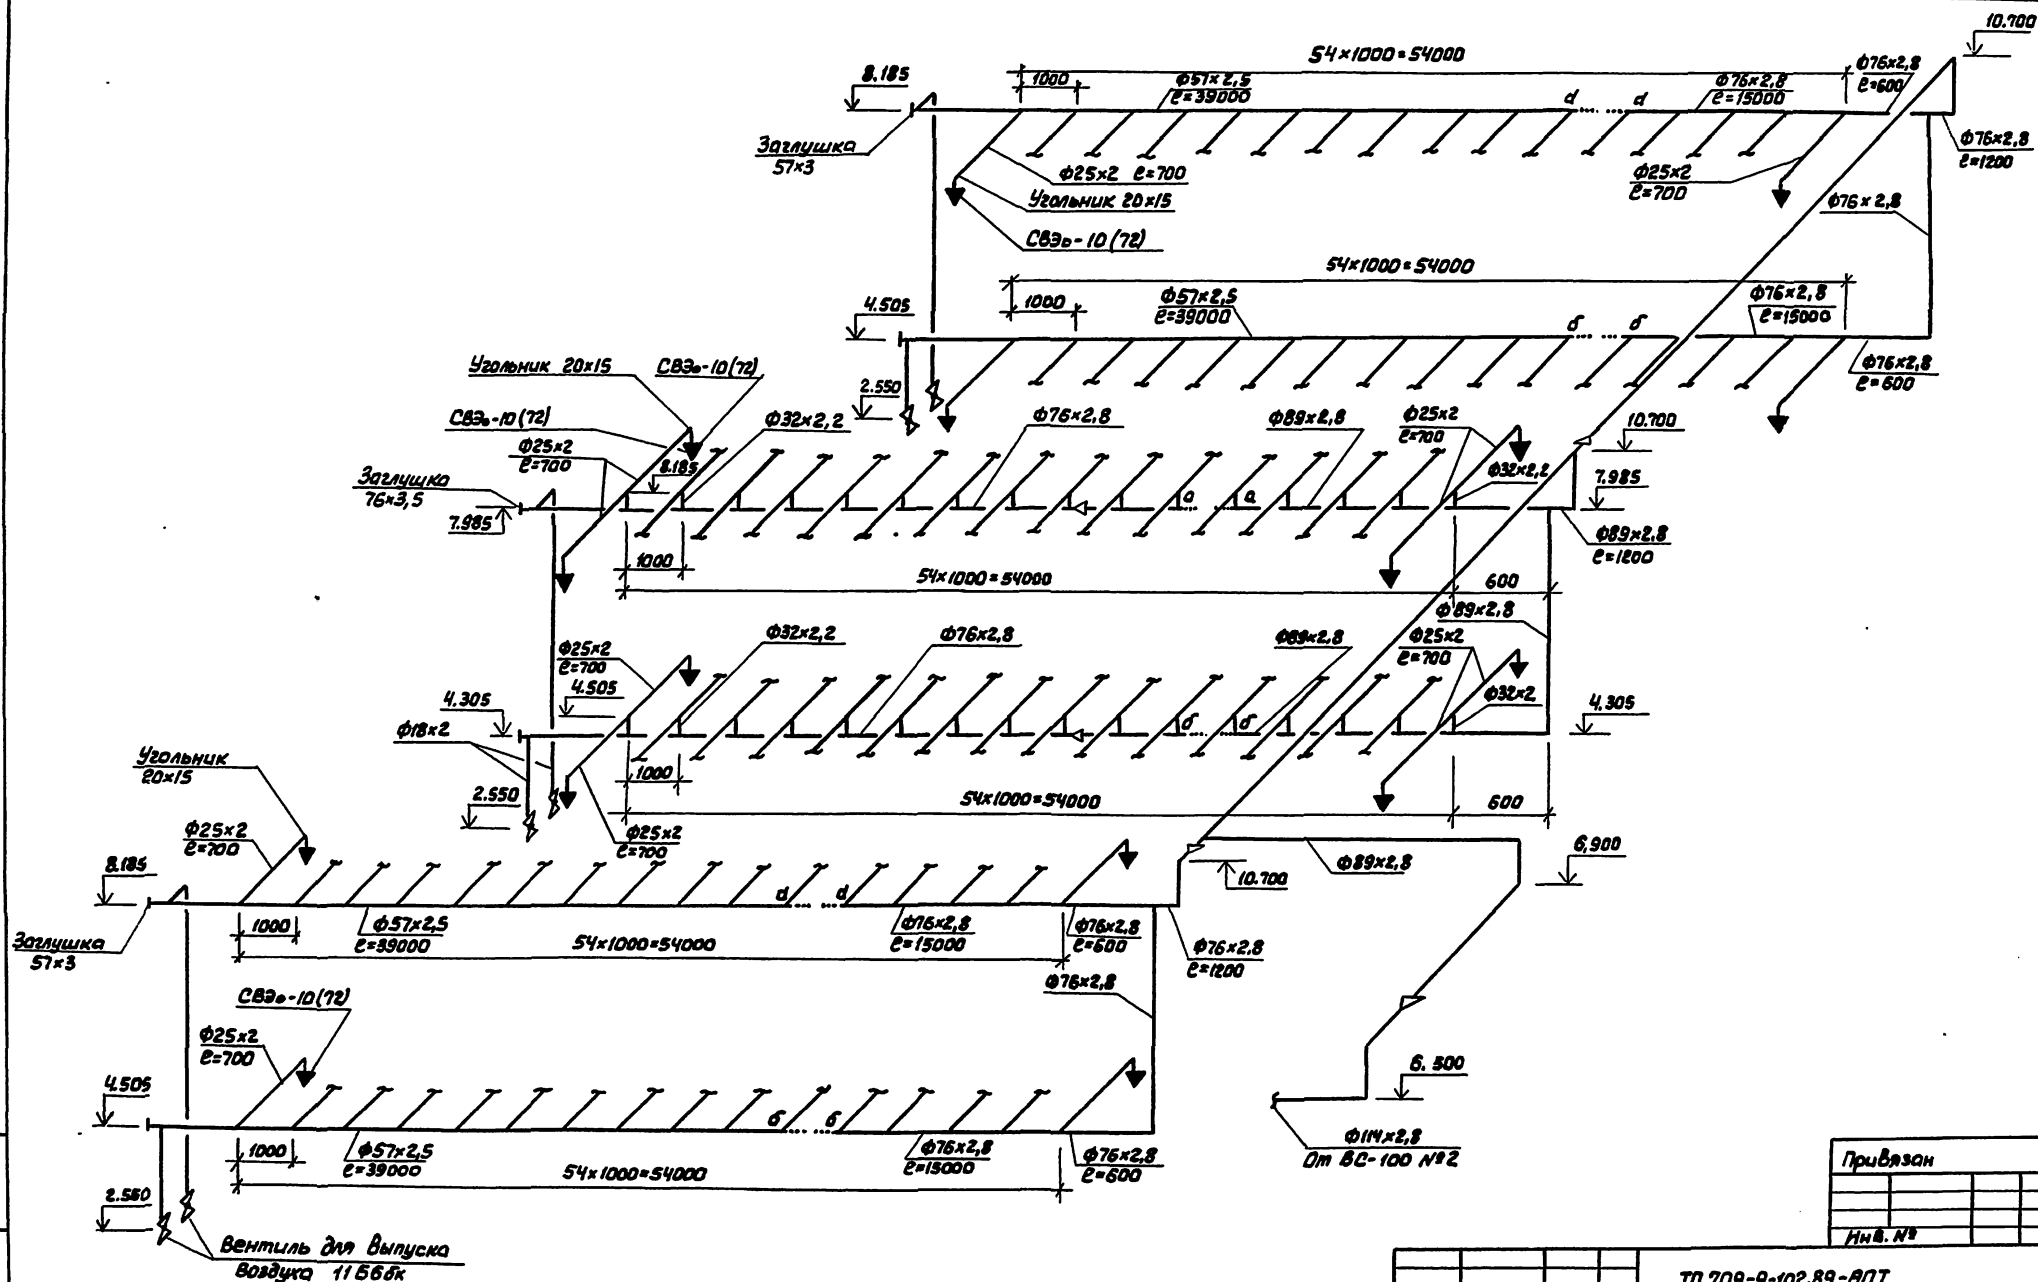 10.700
54×1000=54000
8.185
1000
ф57×2,5
ℓ=39000
d
d
ф76×2,8
ℓ=15000
ф76×2,8
ℓ=600
Заглушка
57×3
ф25×2 ℓ=700
Угольник 20×15
СВЭо-10(72)
ф25×2
ℓ=700
ф76×2,8
ℓ=1200
ф76×2,8
54×1000=54000
4.505
1000
ф57×2,5
ℓ=39000
б
б
ф76×2,8
ℓ=15000
ф76×2,8
ℓ=600
2.550
Угольник 20×15
СВЭо-10(72)
СВЭо-10(72)
ф25×2
ℓ=700
ф32×2,2
ф76×2,8
ф89×2,8
ф25×2
ℓ=700
10.700
8.185
ф32×2,2
7.985
Заглушка
76×3,5
7.985
а
а
ф89×2,8
ℓ=1200
1000
54×1000=54000
600
ф89×2,8
ф25×2
ℓ=700
ф32×2,2
ф76×2,8
ф89×2,8
ф25×2
ℓ=700
4.505
ф32×2
4.305
4.305
ф18×2
б
б
1000
54×1000=54000
600
2.550
ф25×2
ℓ=700
Угольник
20×15
ф25×2
ℓ=700
8.185
ф89×2,8
6,900
10.700
d
d
1000
ф57×2,5
ℓ=39000
54×1000=54000
ф76×2,8
ℓ=15000
ф76×2,8
ℓ=600
ф76×2,8
ℓ=1200
Заглушка
57×3
СВЭо-10(72)
ф76×2,8
ф25×2
ℓ=700
4.505
6.500
б
б
1000
ф57×2,5
ℓ=39000
54×1000=54000
ф76×2,8
ℓ=15000
ф76×2,8
ℓ=600
ф114×2,8
От ВС-100 №2
2.550
Вентиль для выпуска
воздуха 11Б6бк
Привязан
Инв. №
ТП 709-9-102.89-АПТ